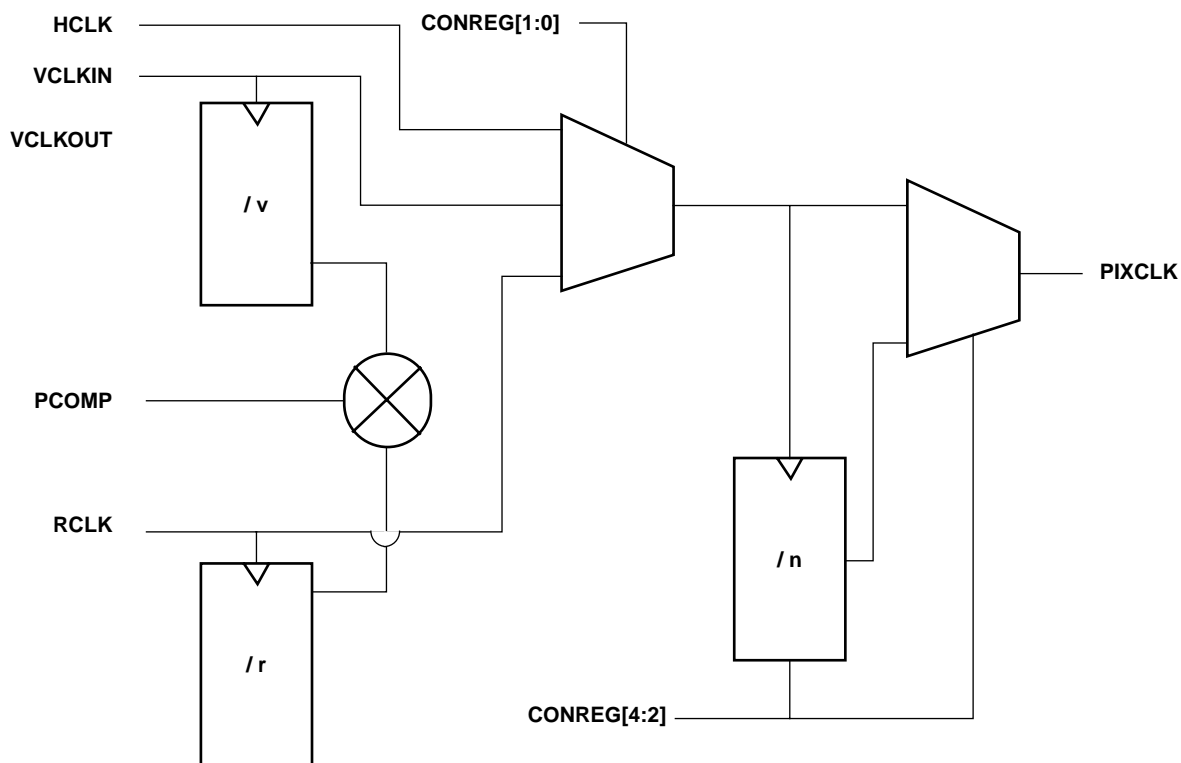 HCLK
CONREG[1:0]
VCLKIN
VCLKOUT
/ v
PIXCLK
PCOMP
RCLK
/ n
/ r
CONREG[4:2]